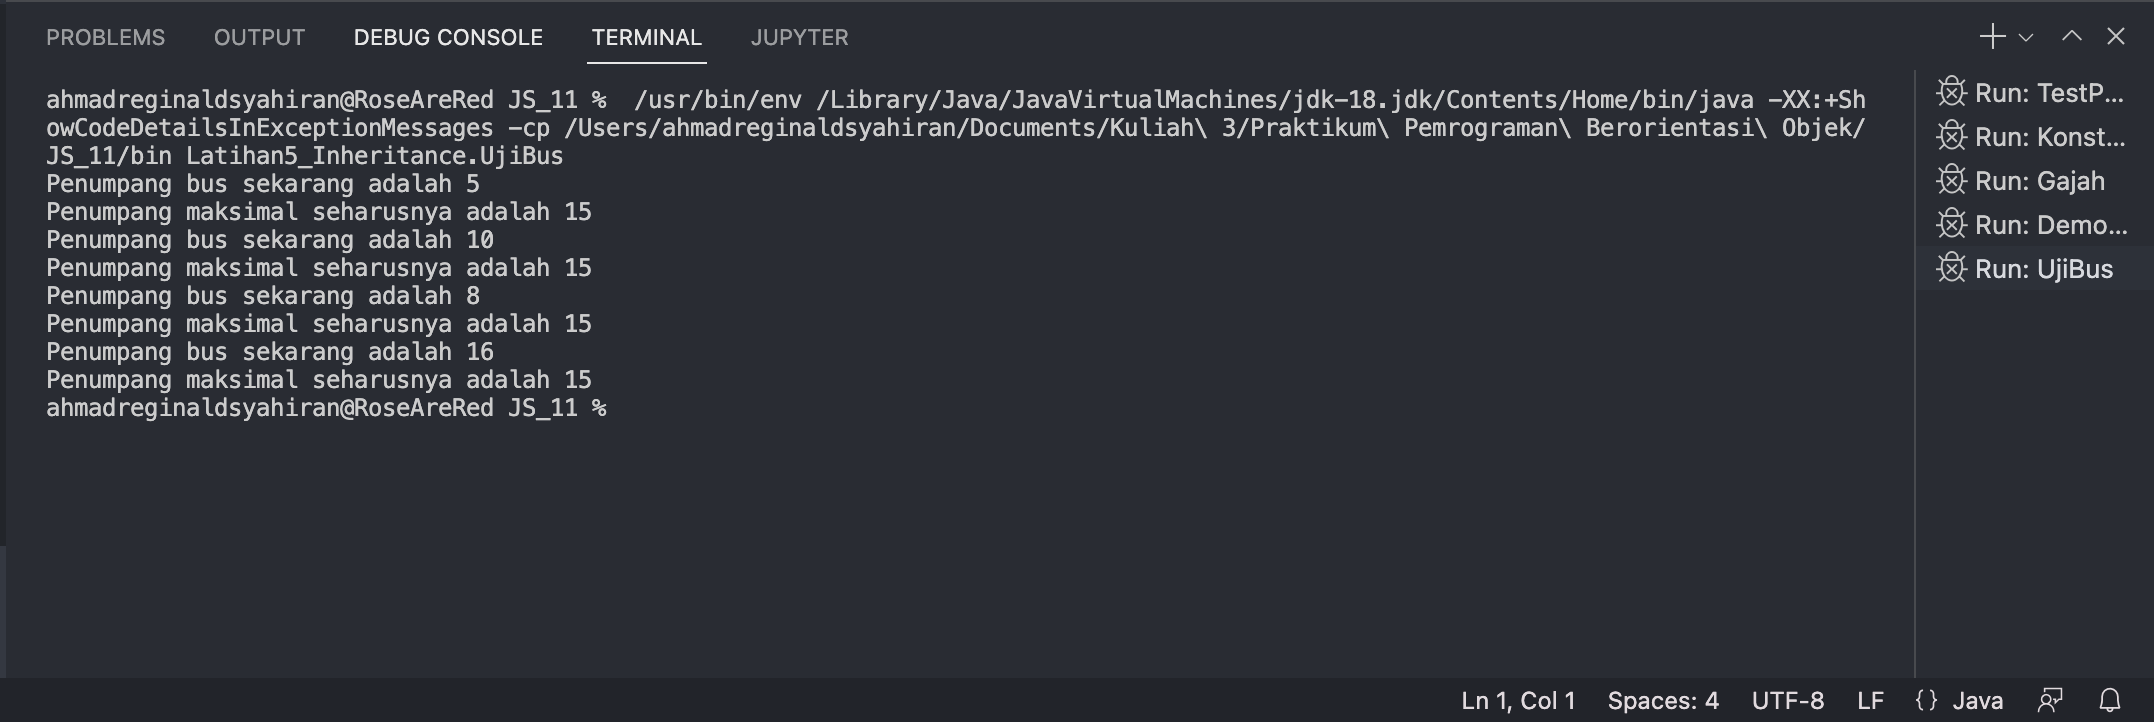 PROBLEMS OUTPUT DEBUG CONSOLE TERMINAL JUPYTER
ahmadreginaldsyahiran@RoseAreRed JS_11 %  /usr/bin/env /Library/Java/JavaVirtualMachines/jdk-18.jdk/Contents/Home/bin/java -XX:+Sh
owCodeDetailsInExceptionMessages -cp /Users/ahmadreginaldsyahiran/Documents/Kuliah\ 3/Praktikum\ Pemrograman\ Berorientasi\ Objek/
JS_11/bin Latihan5_Inheritance.UjiBus
Penumpang bus sekarang adalah 5
Penumpang maksimal seharusnya adalah 15
Penumpang bus sekarang adalah 10
Penumpang maksimal seharusnya adalah 15
Penumpang bus sekarang adalah 8
Penumpang maksimal seharusnya adalah 15
Penumpang bus sekarang adalah 16
Penumpang maksimal seharusnya adalah 15
ahmadreginaldsyahiran@RoseAreRed JS_11 %
Run: TestP...
Run: Konst...
Run: Gajah
Run: Demo...
Run: UjiBus
Ln 1, Col 1 Spaces: 4 UTF-8 LF {} Java